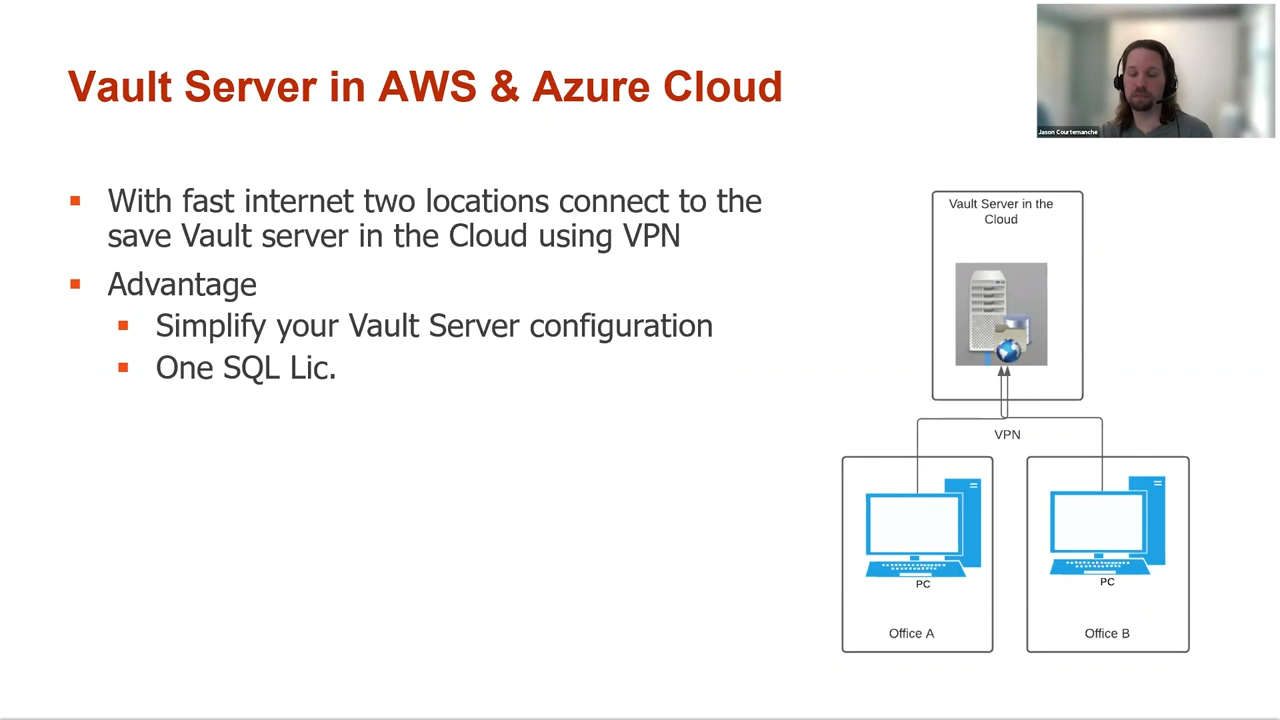 Vault Server in AWS & Azure Cloud
Jason Courtemanche
With fast internet two locations connect to the
save Vault server in the Cloud using VPN
Advantage
Simplify your Vault Server configuration
One SQL Lic.
Vault Server in the
Cloud
VPN
PC
Office A
PC
Office B